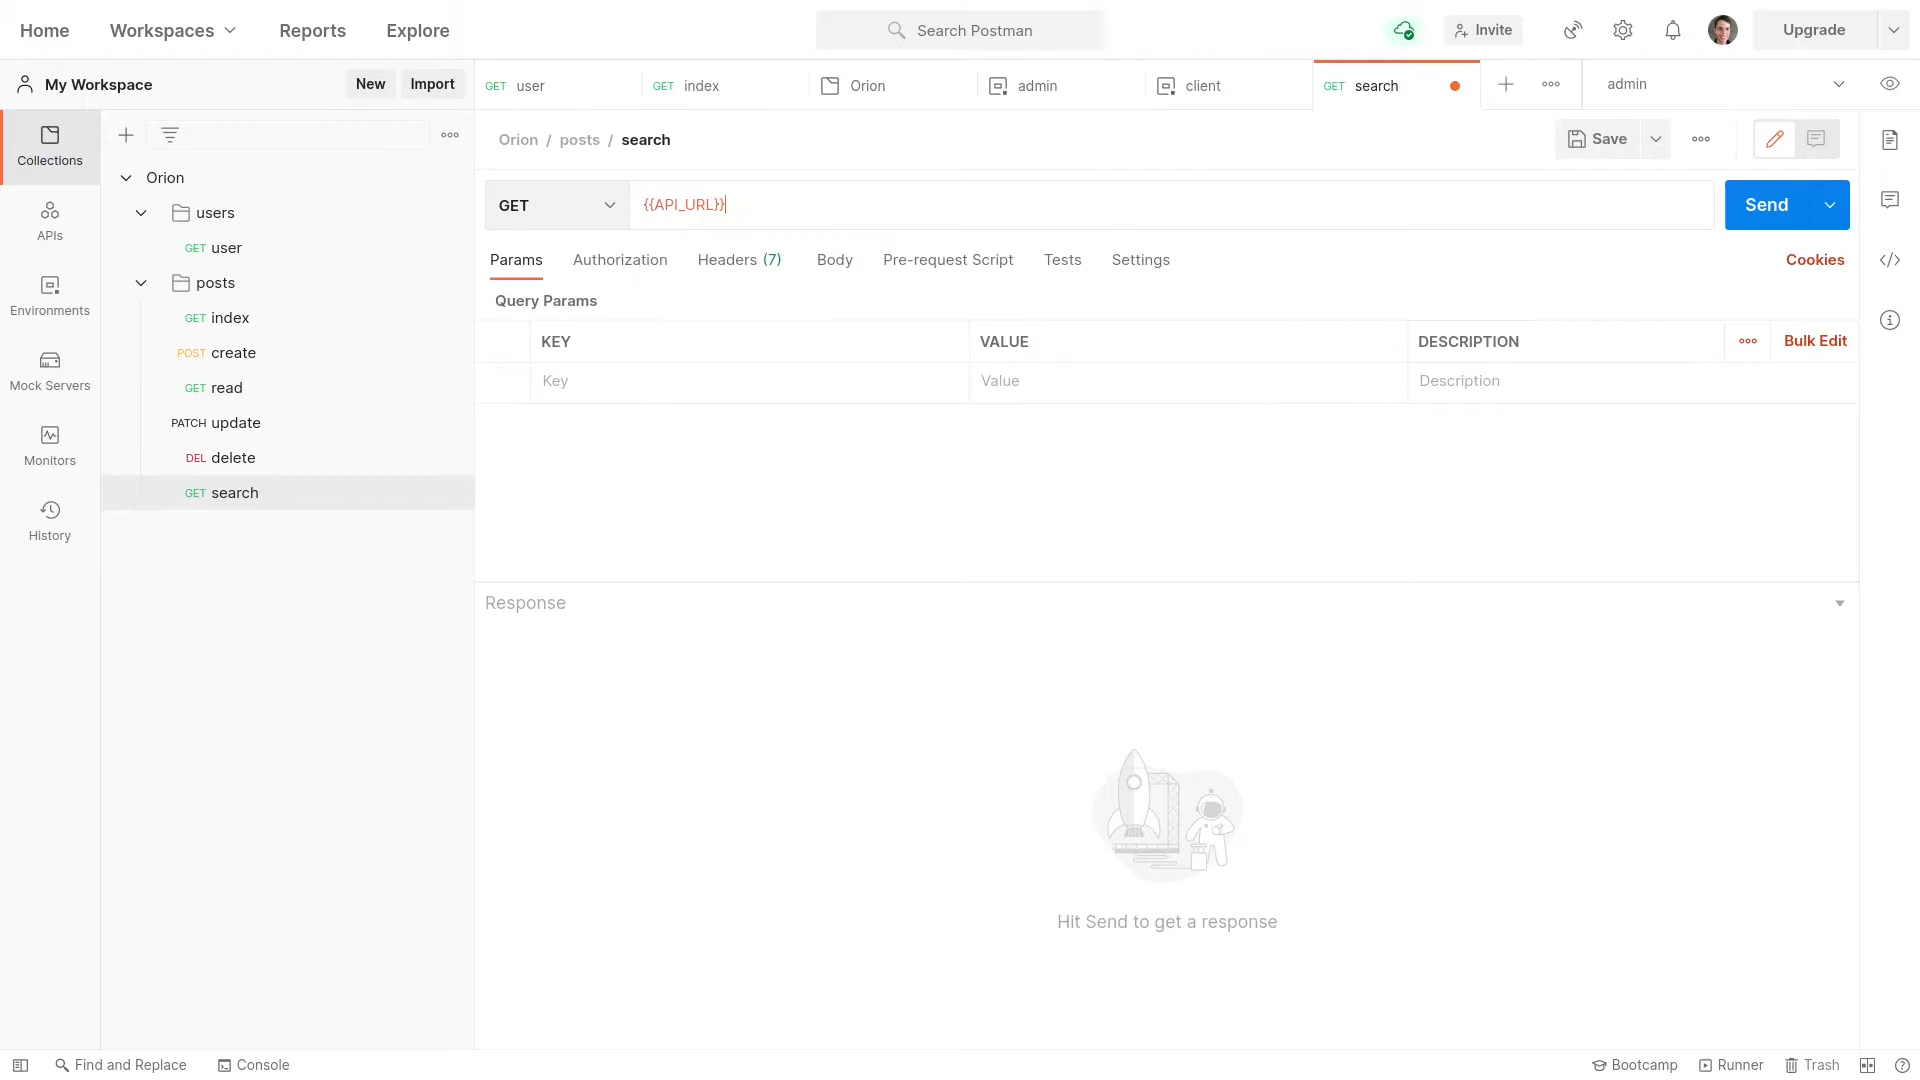 Home Workspaces Reports Explore Search Postman Invite Upgrade
My Workspace New Import GET user GET index Orion admin client GET search admin
Collections
APIs
Environments
Mock Servers
Monitors
History
Orion
users
GET user
posts
GET index
POST create
GET read
PATCH update
DEL delete
GET search
Orion / posts / search Save
GET {{API_URL}} Send
Params Authorization Headers (7) Body Pre-request Script Tests Settings Cookies
Query Params
KEY VALUE DESCRIPTION Bulk Edit
Key Value Description
Response
Hit Send to get a response
Find and Replace Console Bootcamp Runner Trash